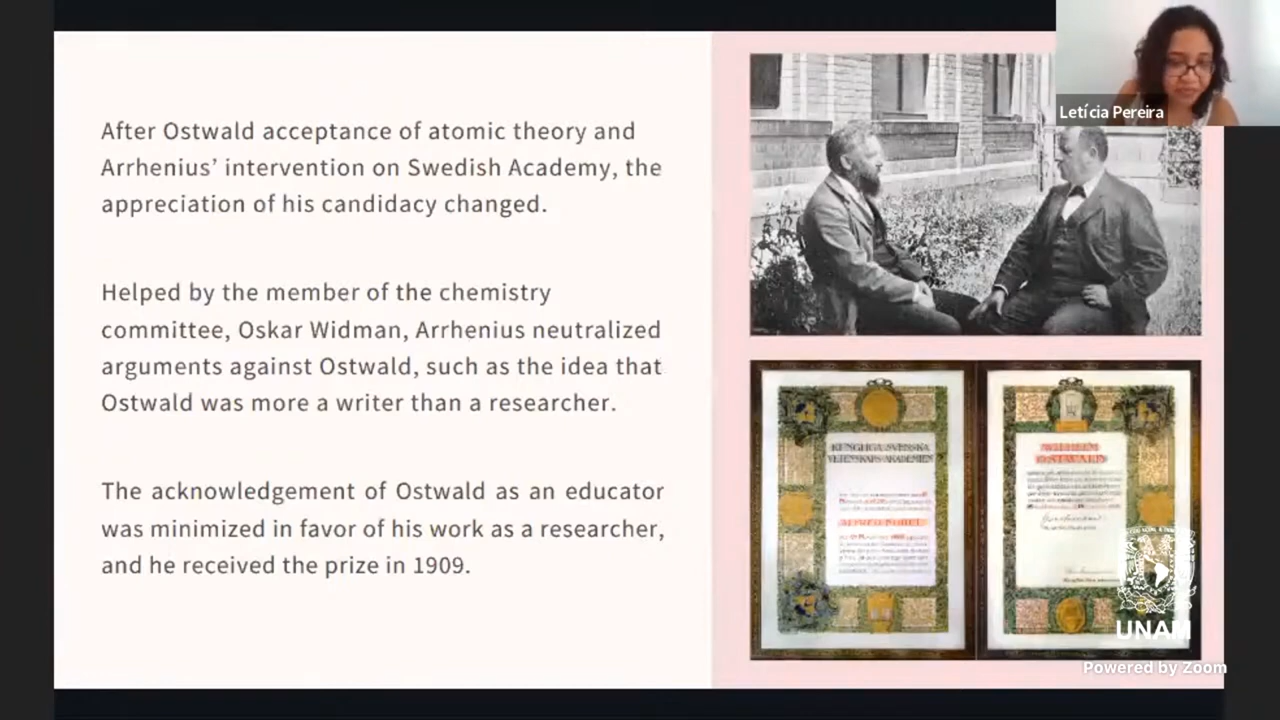 After Ostwald acceptance of atomic theory and
Arrhenius' intervention on Swedish Academy, the
appreciation of his candidacy changed.
Helped by the member of the chemistry
committee, Oskar Widman, Arrhenius neutralized
arguments against Ostwald, such as the idea that
Ostwald was more a writer than a researcher.
The acknowledgement of Ostwald as an educator
was minimized in favor of his work as a researcher,
and he received the prize in 1909.
Letícia Pereira
KUNGLIGA SVENSKA
VETENSKAPS-AKADEMIEN
ALFRED NOBEL
WILHELM
OSTWALD
UNAM
Powered by Zoom